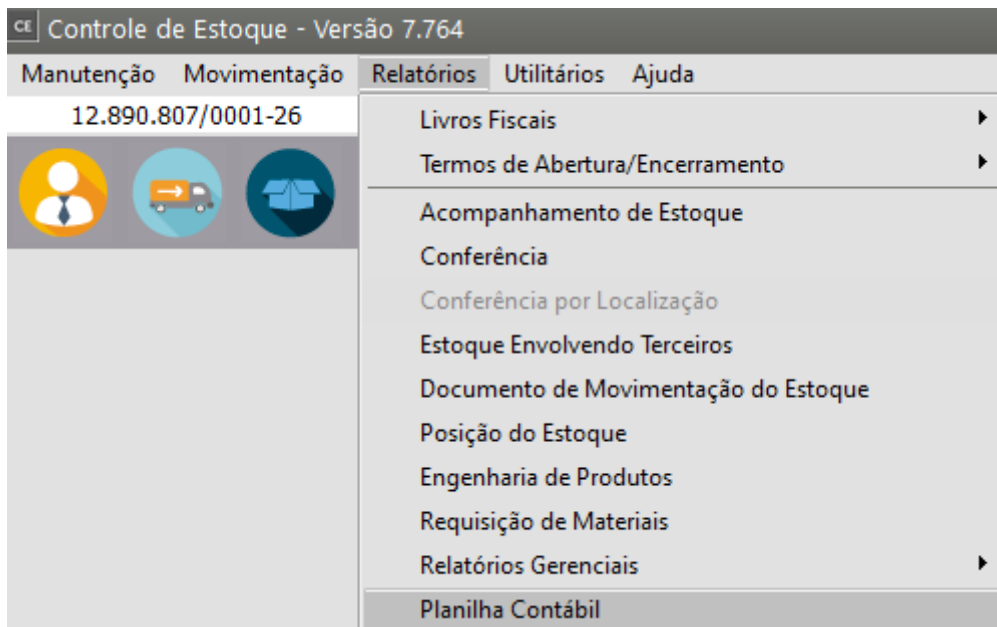 CE Controle de Estoque - Versão 7.764
Manutenção Movimentação Relatórios Utilitários Ajuda
12.890.807/0001-26
Livros Fiscais
Termos de Abertura/Encerramento
Acompanhamento de Estoque
Conferência
Conferência por Localização
Estoque Envolvendo Terceiros
Documento de Movimentação do Estoque
Posição do Estoque
Engenharia de Produtos
Requisição de Materiais
Relatórios Gerenciais
Planilha Contábil